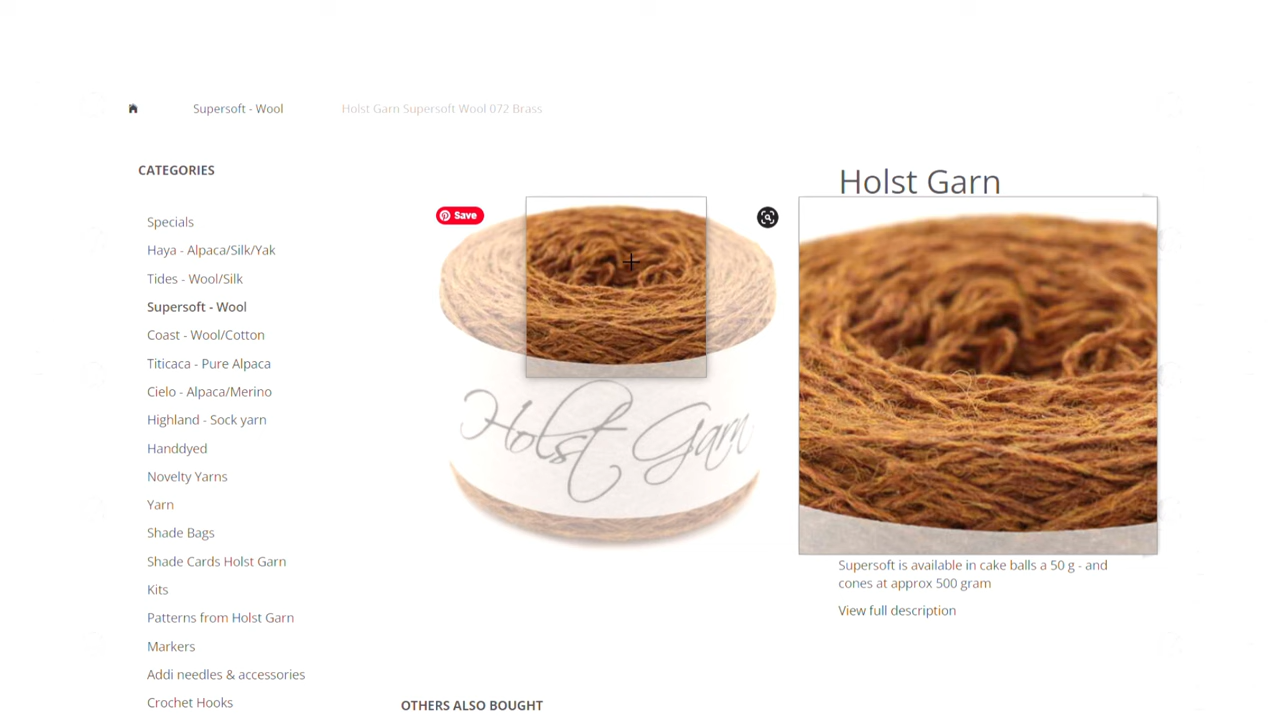 Supersoft - Wool
Holst Garn Supersoft Wool 072 Brass
CATEGORIES
Specials
Haya - Alpaca/Silk/Yak
Tides - Wool/Silk
Supersoft - Wool
Coast - Wool/Cotton
Titicaca - Pure Alpaca
Cielo - Alpaca/Merino
Highland - Sock yarn
Handdyed
Novelty Yarns
Yarn
Shade Bags
Shade Cards Holst Garn
Kits
Patterns from Holst Garn
Markers
Addi needles & accessories
Crochet Hooks
Save
Holst Garn
Holst Garn
Supersoft is available in cake balls a 50 g - and
cones at approx 500 gram
View full description
OTHERS ALSO BOUGHT